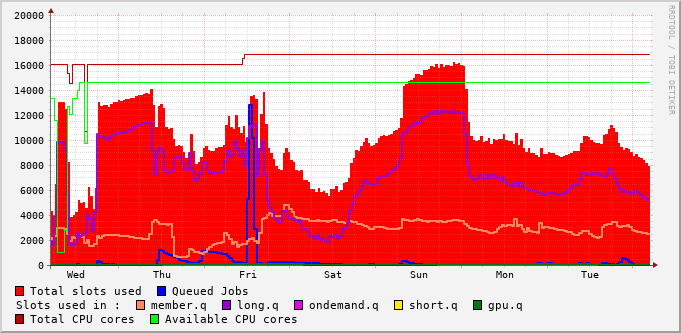 RRDTOOL / TOBI OETIKER
20000
18000
16000
14000
12000
10000
8000
6000
4000
2000
0
Wed Thu Fri Sat Sun Mon Tue
Total slots used Queued Jobs
Slots used in : member.q long.q ondemand.q short.q gpu.q
Total CPU cores Available CPU cores